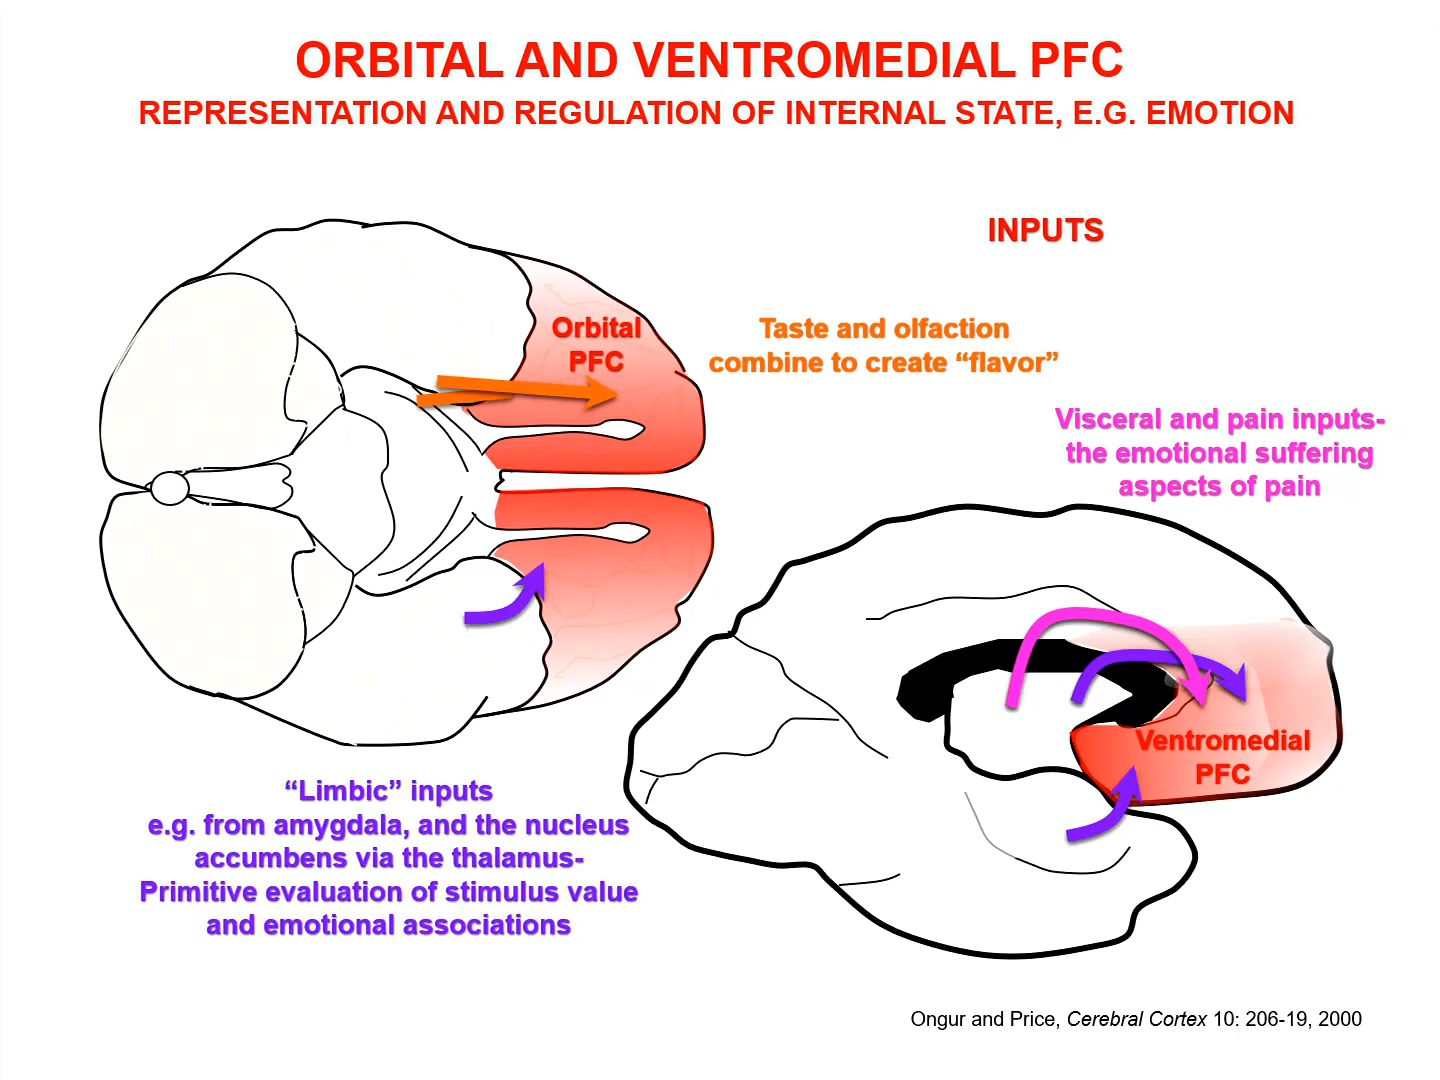 ORBITAL AND VENTROMEDIAL PFC
REPRESENTATION AND REGULATION OF INTERNAL STATE, E.G. EMOTION
INPUTS
Orbital
PFC
Taste and olfaction
combine to create “flavor”
Visceral and pain inputs-
the emotional suffering
aspects of pain
Ventromedial
PFC
“Limbic” inputs
e.g. from amygdala, and the nucleus
accumbens via the thalamus-
Primitive evaluation of stimulus value
and emotional associations
Ongur and Price, Cerebral Cortex 10: 206-19, 2000